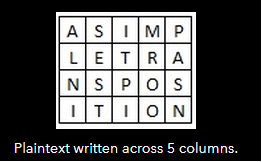 A S I M P
L E T R A
N S P O S
I T I O N
Plaintext written across 5 columns.